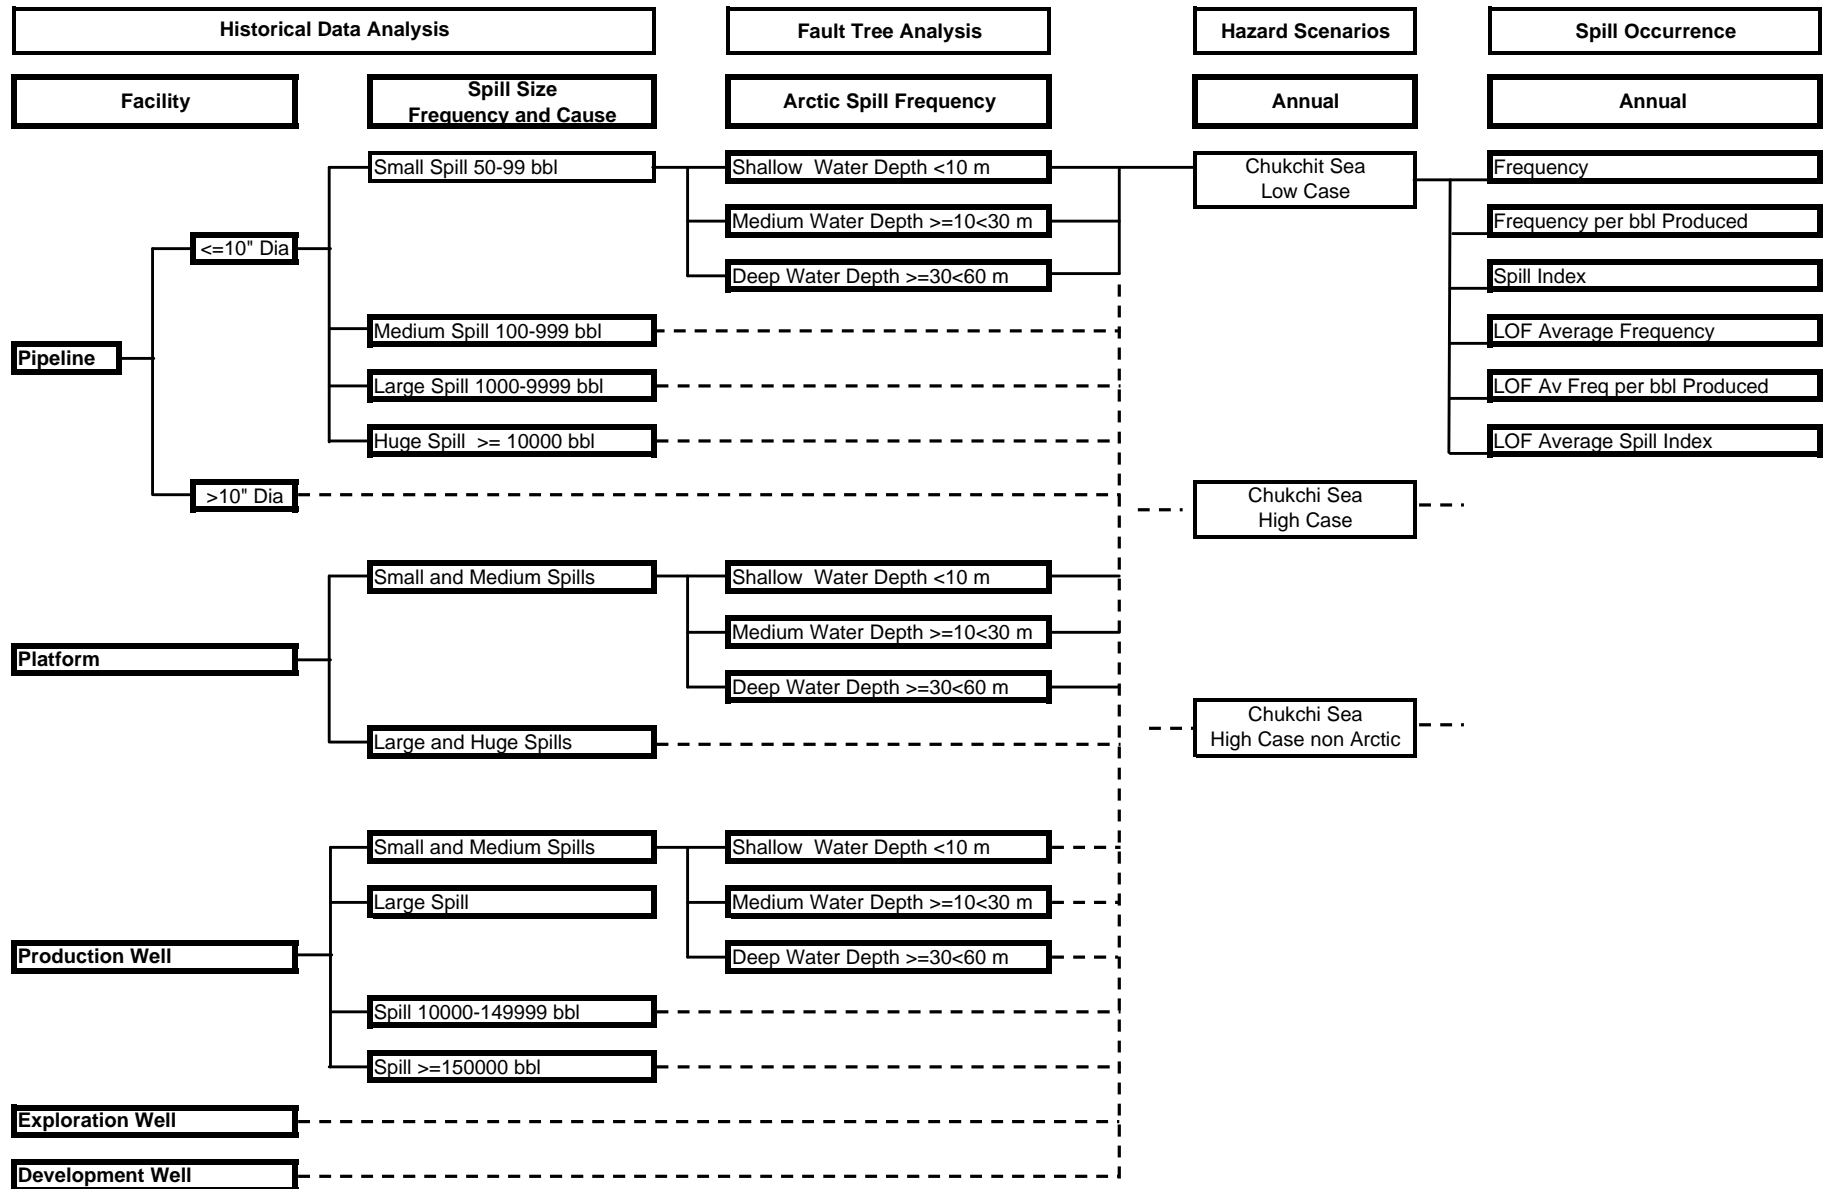 Historical Data Analysis
Fault Tree Analysis
Hazard Scenarios
Spill Occurrence
Facility
Spill Size
Frequency and Cause
Arctic Spill Frequency
Annual
Annual
Small Spill 50-99 bbl
Shallow  Water Depth <10 m
Chukchit Sea
Low Case
Frequency
Medium Water Depth >=10<30 m
Frequency per bbl Produced
<=10" Dia
Deep Water Depth >=30<60 m
Spill Index
Medium Spill 100-999 bbl
LOF Average Frequency
Pipeline
Large Spill 1000-9999 bbl
LOF Av Freq per bbl Produced
Huge Spill  >= 10000 bbl
LOF Average Spill Index
>10" Dia
Chukchi Sea
High Case
Small and Medium Spills
Shallow  Water Depth <10 m
Medium Water Depth >=10<30 m
Platform
Deep Water Depth >=30<60 m
Chukchi Sea
High Case non Arctic
Large and Huge Spills
Small and Medium Spills
Shallow  Water Depth <10 m
Large Spill
Medium Water Depth >=10<30 m
Production Well
Deep Water Depth >=30<60 m
Spill 10000-149999 bbl
Spill >=150000 bbl
Exploration Well
Development Well